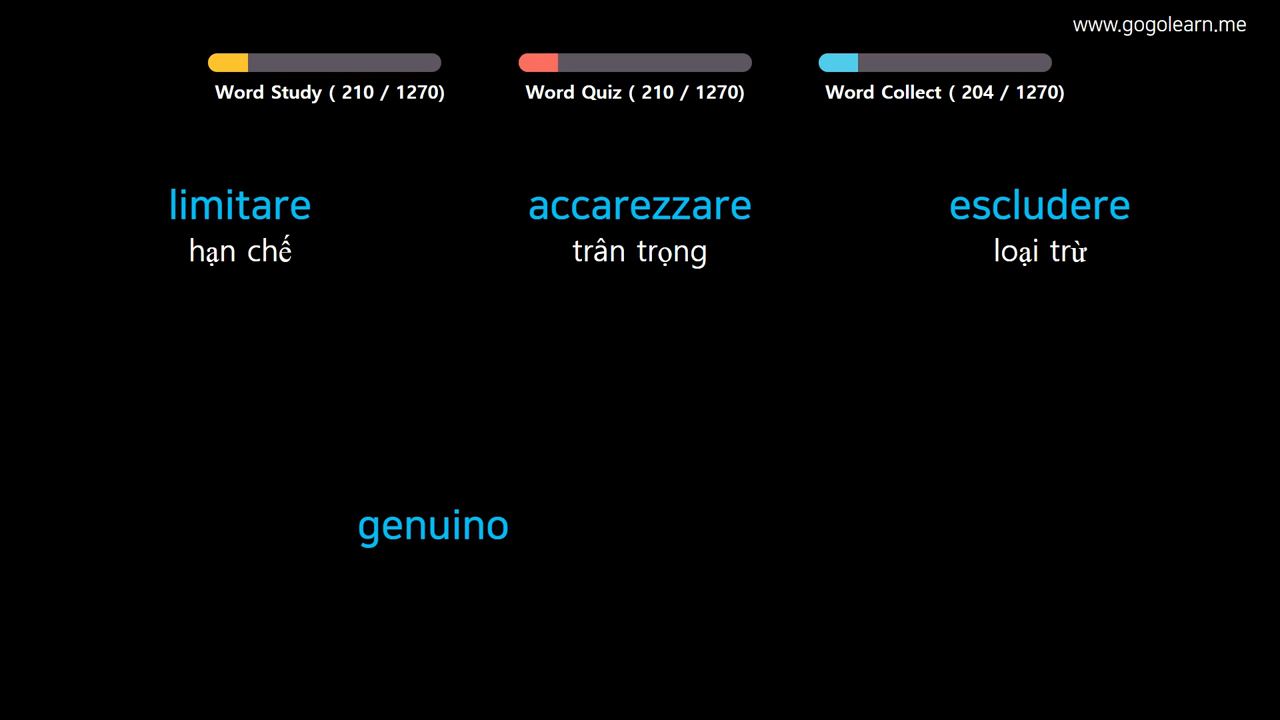 www.gogolearn.me
Word Study ( 210 / 1270)
Word Quiz ( 210 / 1270)
Word Collect ( 204 / 1270)
limitare
hạn chế
accarezzare
trân trọng
escludere
loại trừ
genuino